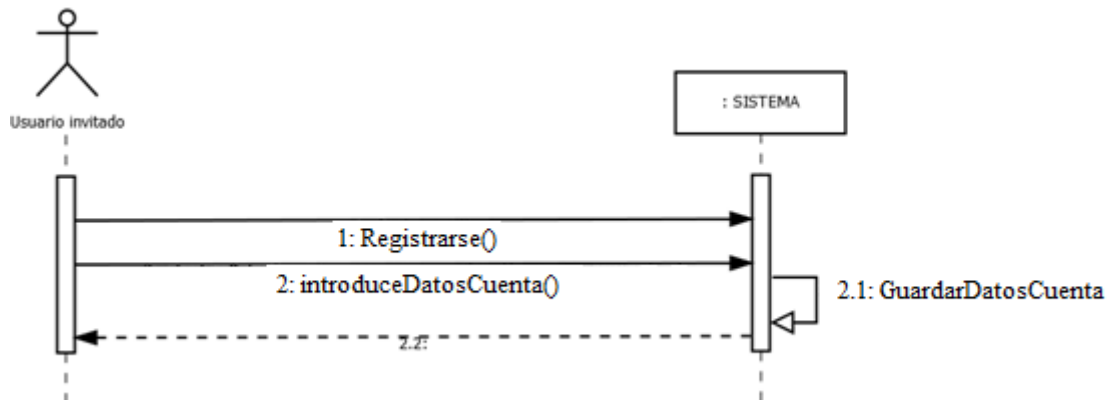 Usuario invitado
: SISTEMA
1: Registrarse()
2: introduceDatosCuenta()
2.1: GuardarDatosCuenta
2.2: